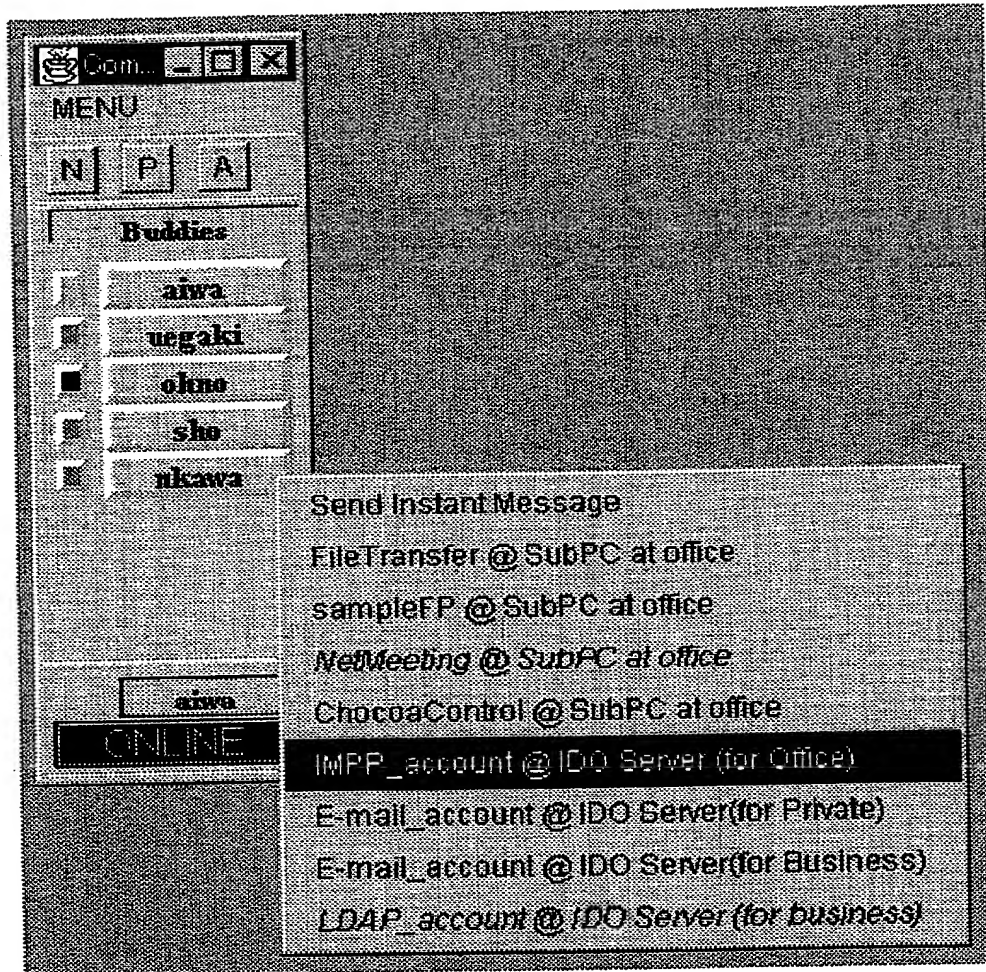 Com...
MENU
N P A
Buddies
aiwa
uegaki
ohno
sho
nkawa
aiwa
ONLINE
Send Instant Message
FileTransfer @ SubPC at office
sampleFP @ SubPC at office
NetMeeting @ SubPC at office
ChocoaControl @ SubPC at office
IMPP_account @ IDO Server (for Office)
E-mail_account @ IDO Server(for Private)
E-mail_account @ IDO Server(for Business)
LDAP_account @ IDO Server (for business)